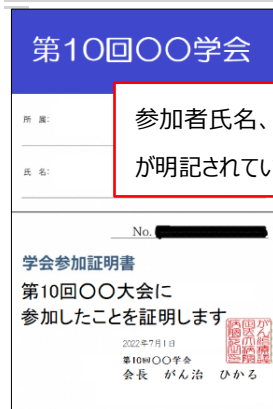 第10回〇〇学会
所 属:
参加者氏名、
氏 名:
が明記されてい
No.
学会参加証明書
第10回〇〇大会に
参加したことを証明します
2022年7月1日
第10回〇〇学会
会長 がん治 ひかる